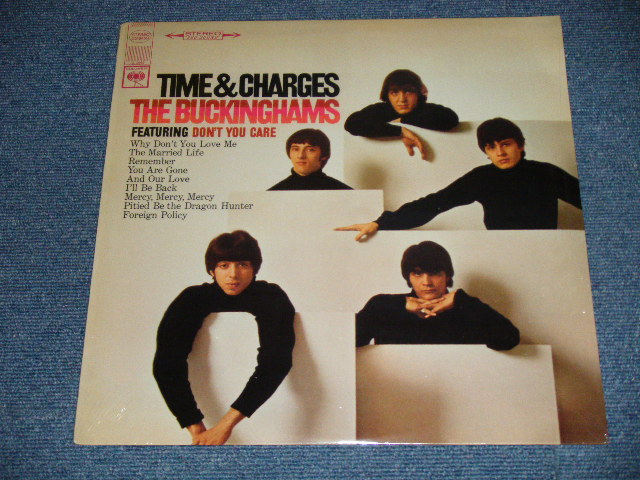 STEREO
TIME & CHARGES
THE BUCKINGHAMS
FEATURING DON'T YOU CARE
Why Don't You Love Me
The Married Life
Remember
You Are Gone
And Our Love
I'll Be Back
Mercy, Mercy, Mercy
Pitied Be the Dragon Hunter
Foreign Policy